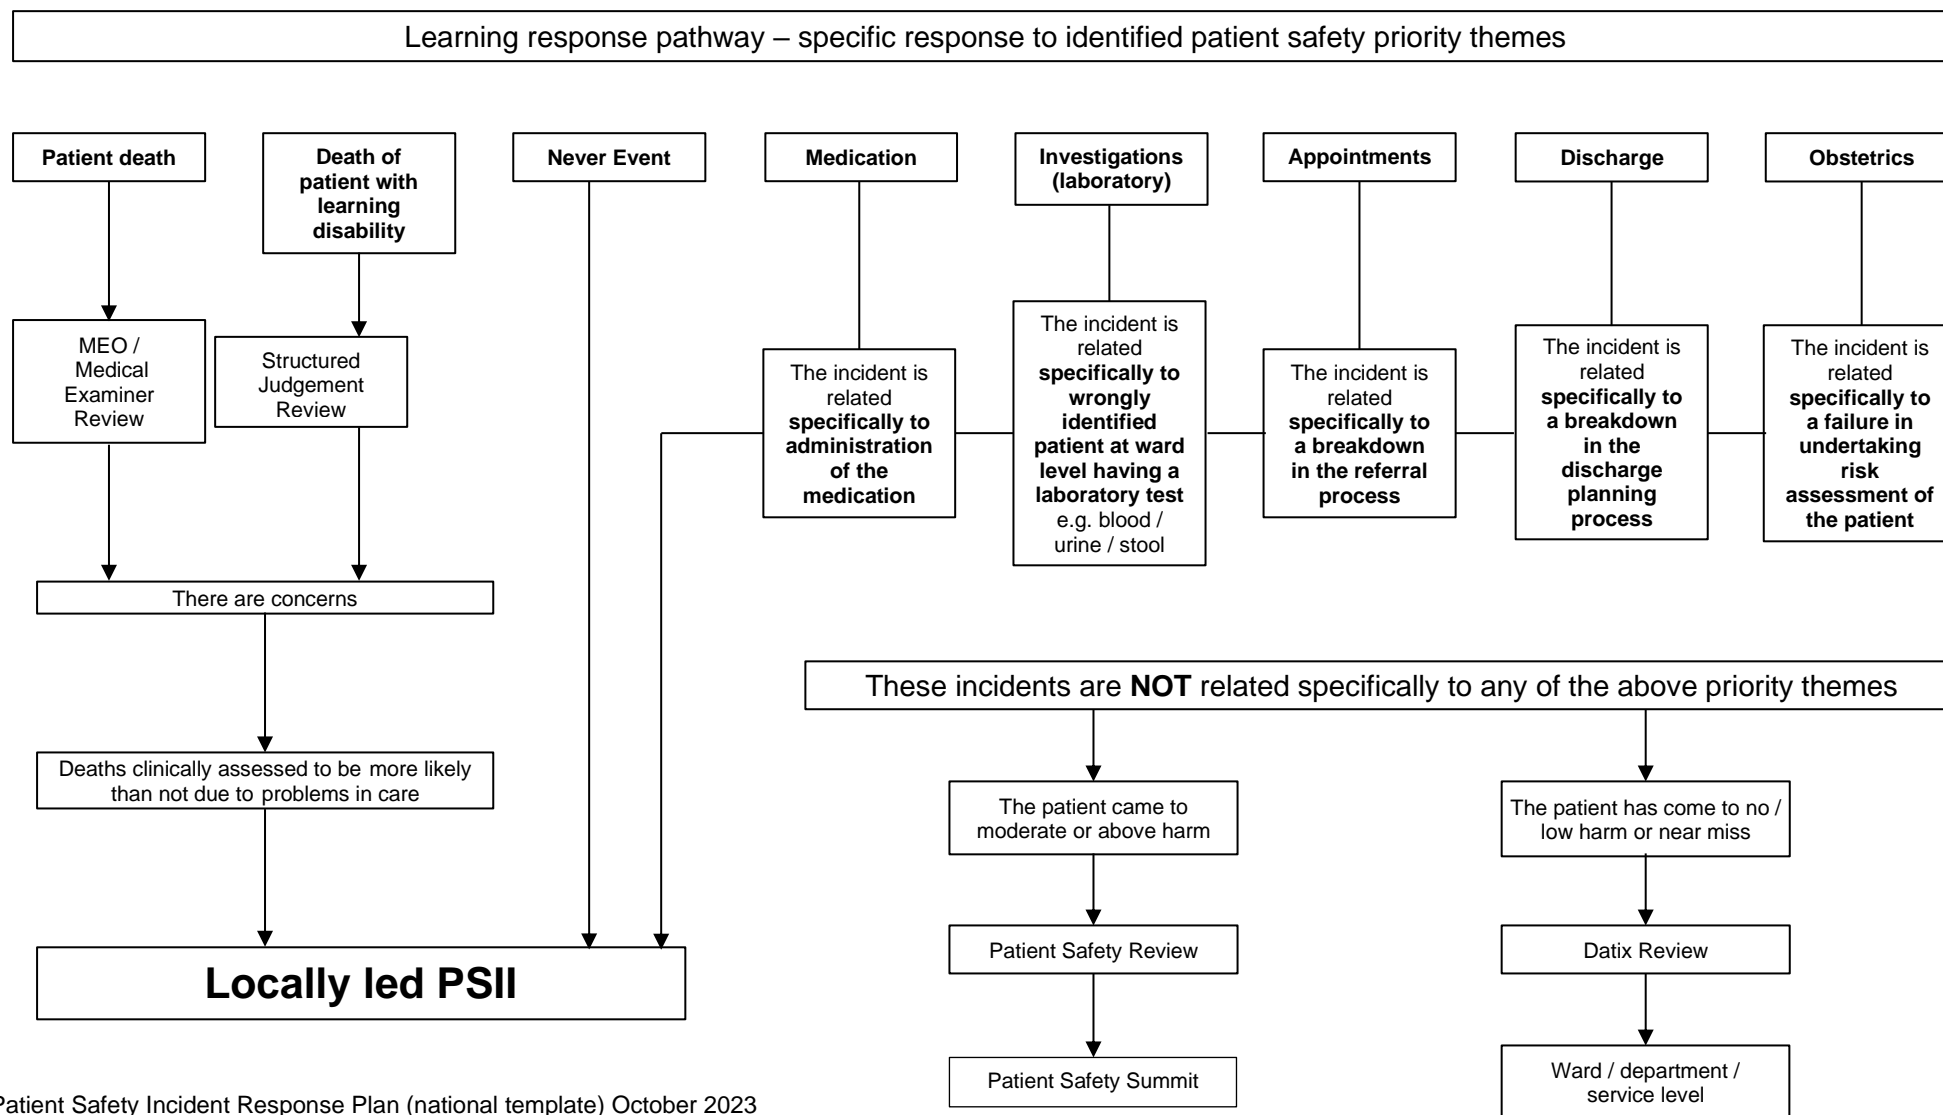 Learning response pathway – specific response to identified patient safety priority themes
Patient death
Death of
patient with
learning
disability
Never Event
Medication
Investigations
(laboratory)
Appointments
Discharge
Obstetrics
MEO /
Medical
Examiner
Review
Structured
Judgement
Review
The incident is
related
specifically to
administration
of the
medication
The incident is
related
specifically to
wrongly
identified
patient at ward
level having a
laboratory test
e.g. blood /
urine / stool
The incident is
related
specifically to
a breakdown
in the referral
process
The incident is
related
specifically to
a breakdown
in the
discharge
planning
process
The incident is
related
specifically to
a failure in
undertaking
risk
assessment of
the patient
There are concerns
Deaths clinically assessed to be more likely
than not due to problems in care
Locally led PSII
These incidents are NOT related specifically to any of the above priority themes
The patient came to
moderate or above harm
The patient has come to no /
low harm or near miss
Patient Safety Review
Datix Review
Patient Safety Summit
Ward / department /
service level
Patient Safety Incident Response Plan (national template) October 2023